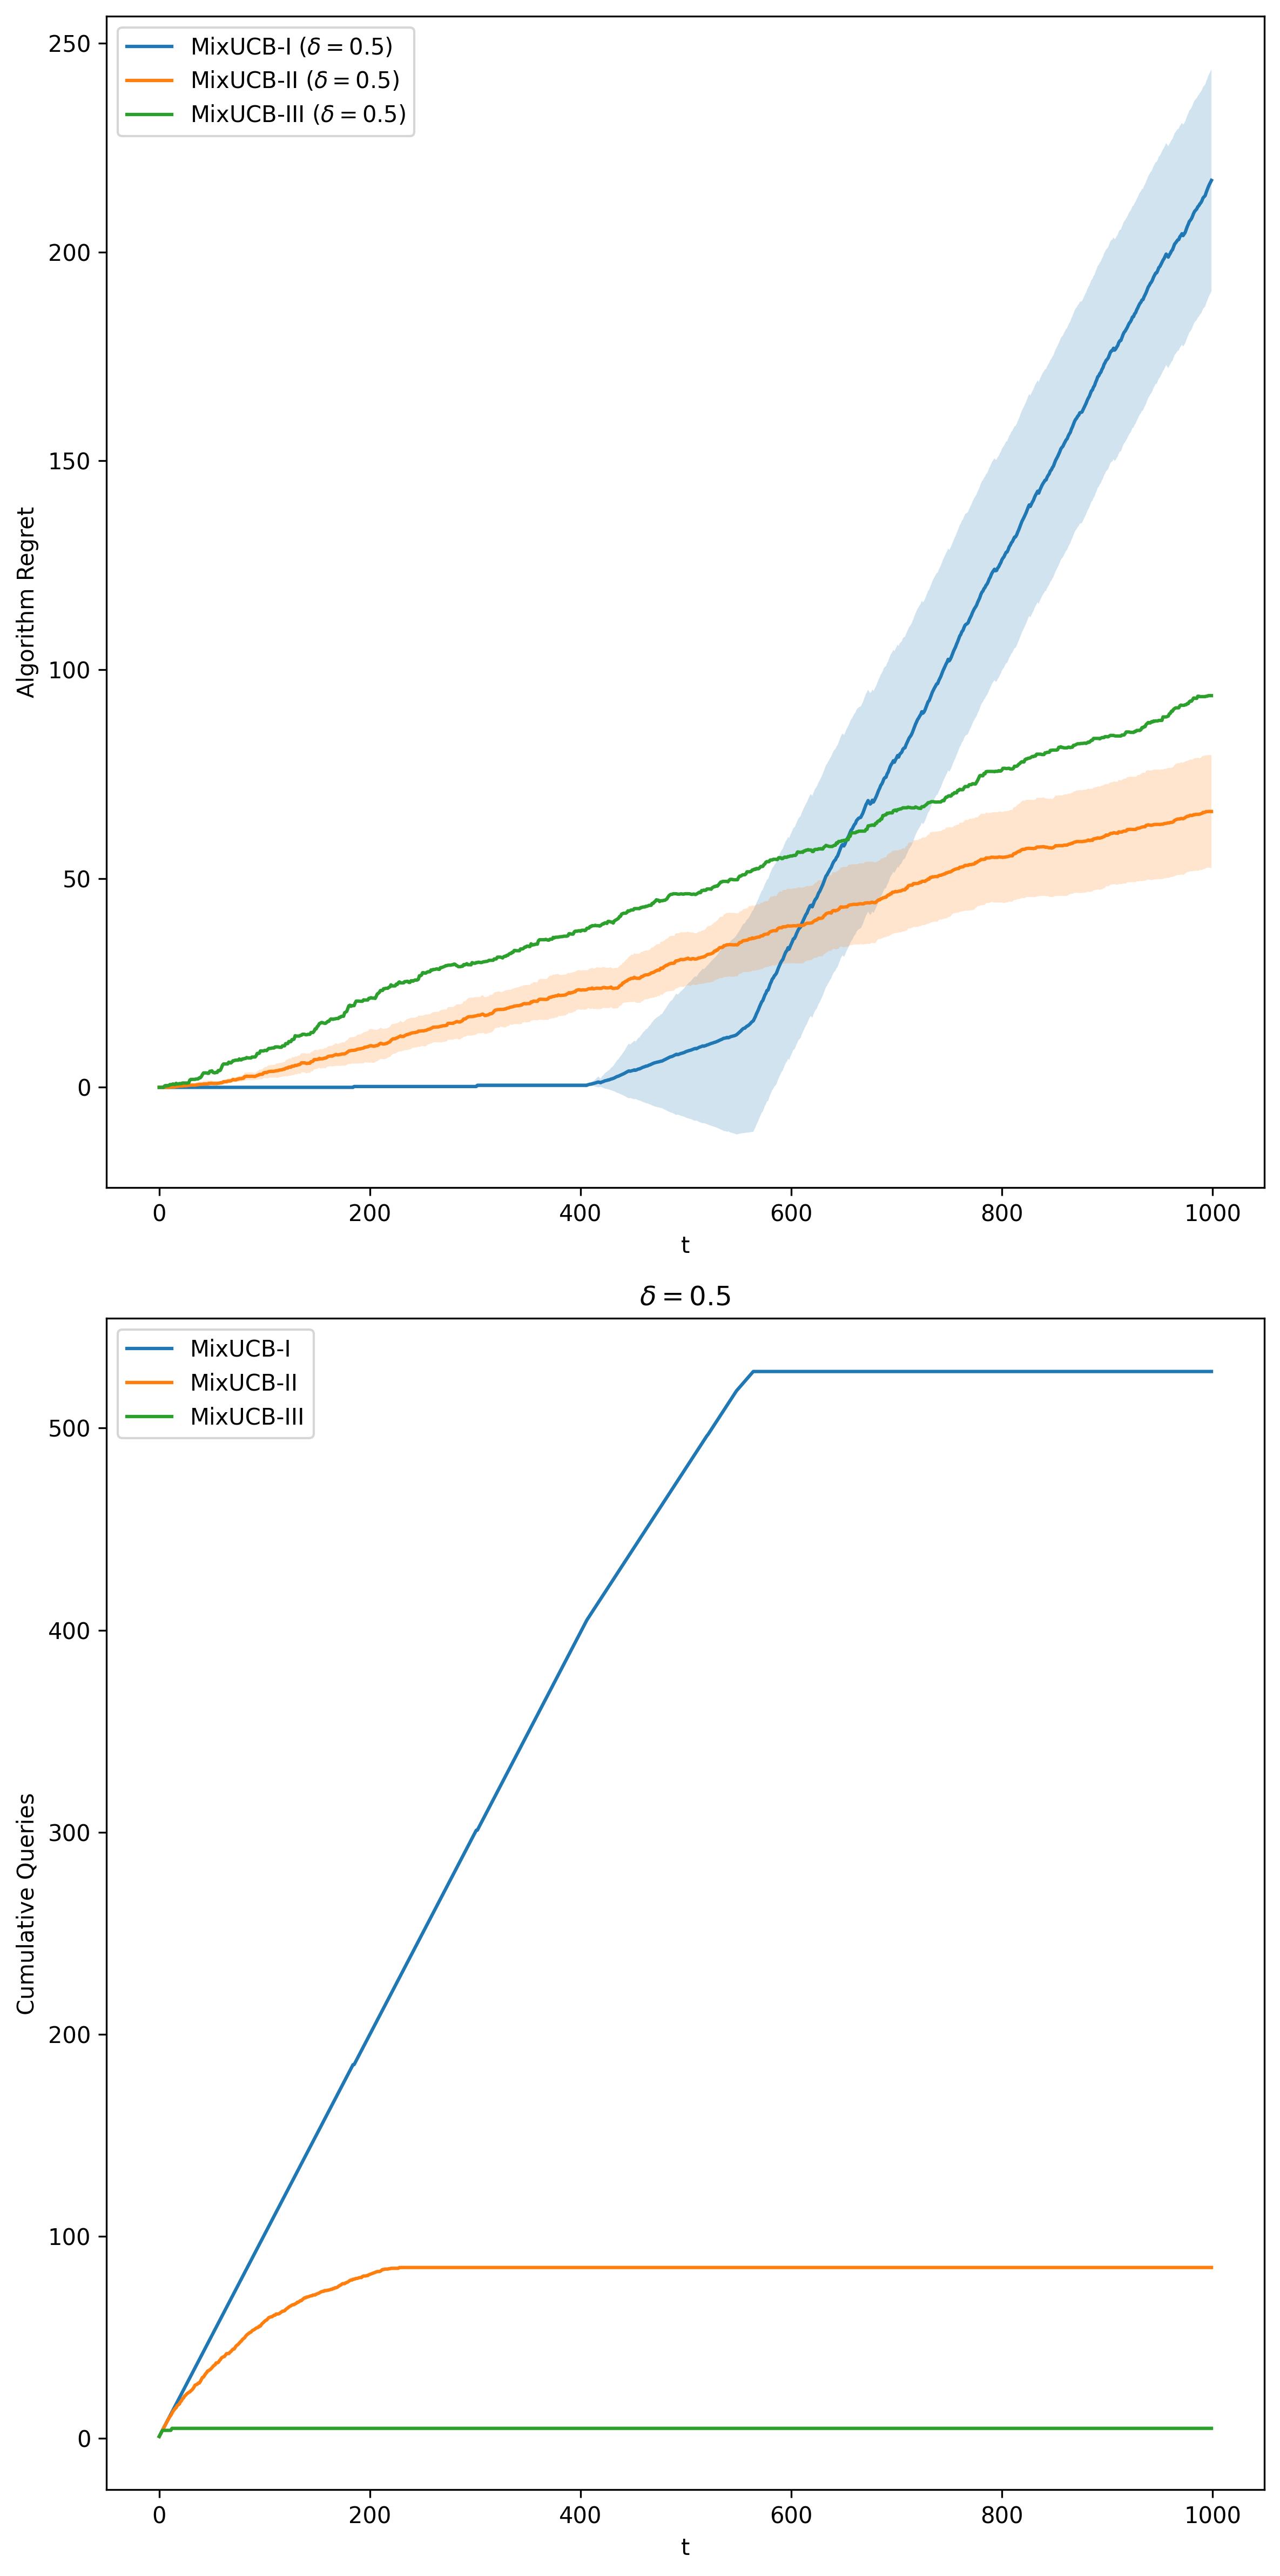 MixUCB-I (δ = 0.5)
MixUCB-II (δ = 0.5)
MixUCB-III (δ = 0.5)
250
200
150
100
50
0
Algorithm Regret
0 200 400 600 800 1000
t
δ = 0.5
MixUCB-I
MixUCB-II
MixUCB-III
500
400
300
200
100
0
Cumulative Queries
0 200 400 600 800 1000
t